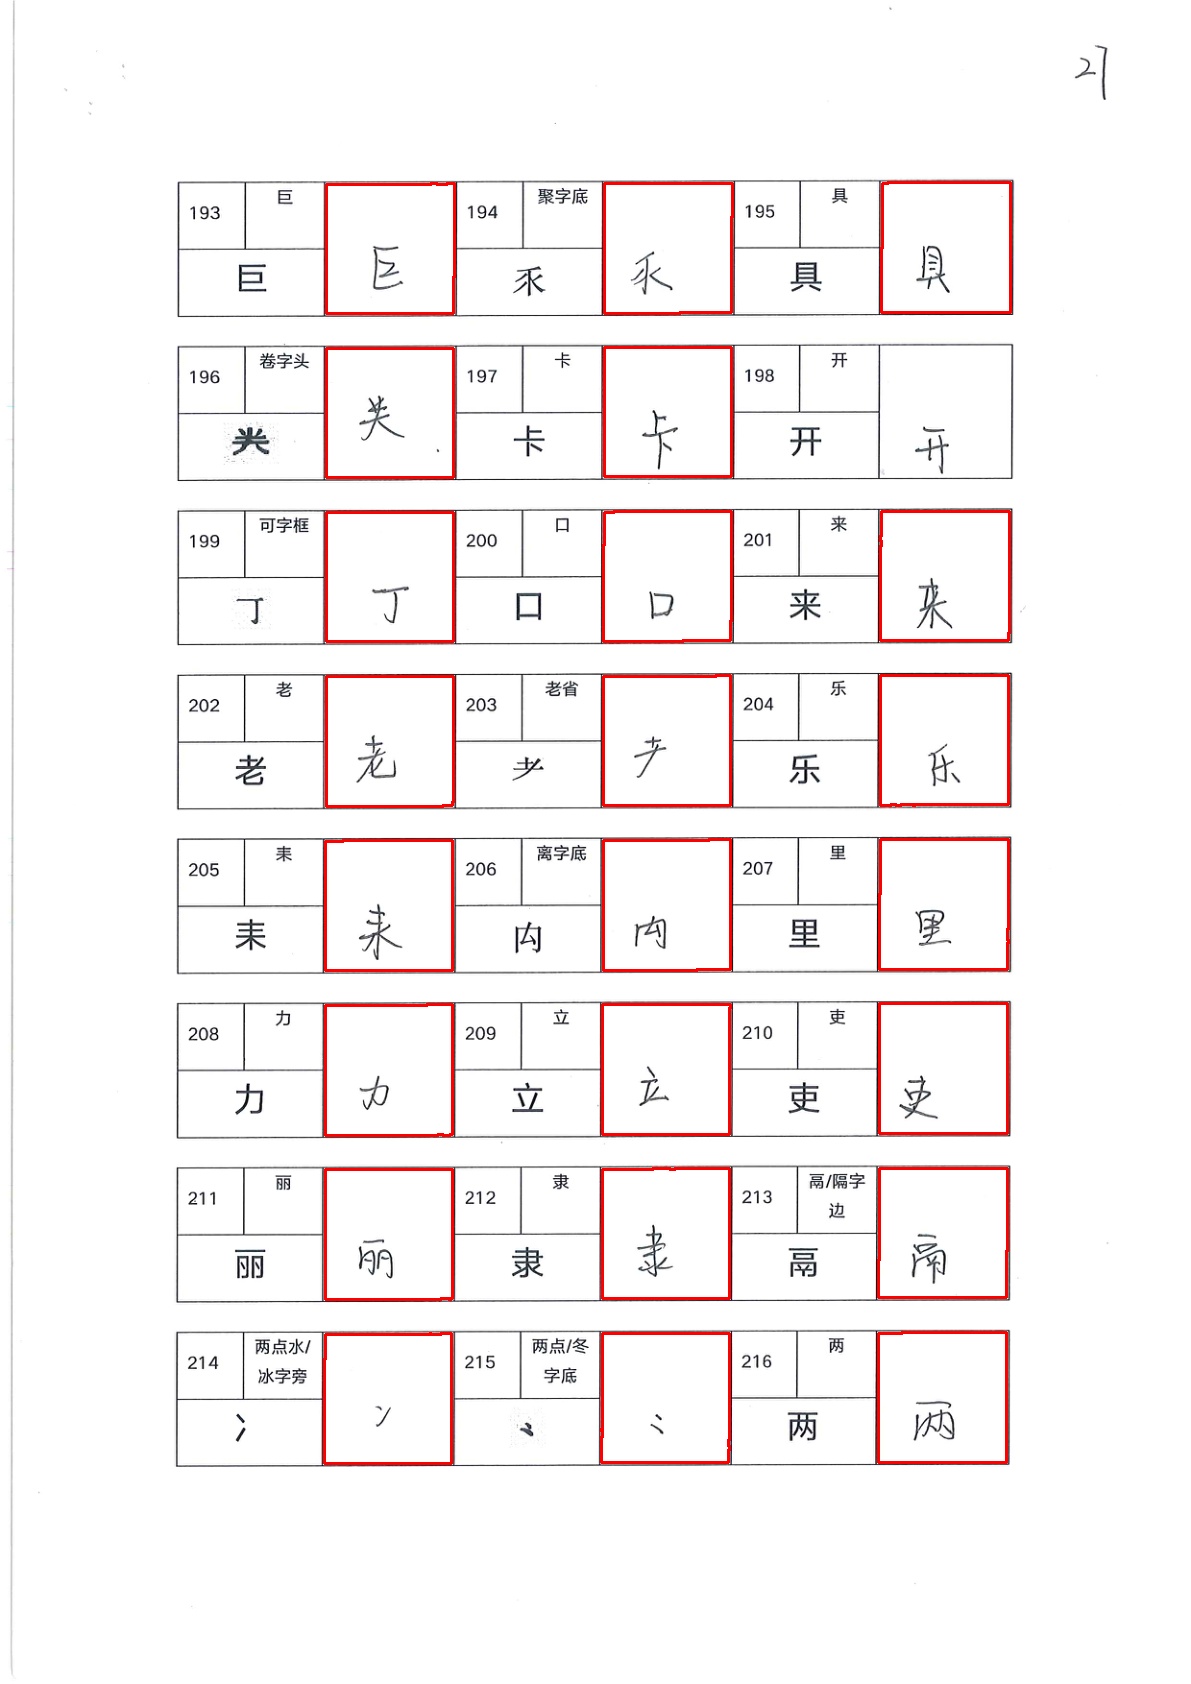 27
193 巨 巨 194 聚字底 乑 195 具 具
巨 乑 具
196 卷字头 龹 197 卡 卡 198 开
龹 卡 开 开
199 可字框 丁 200 口 口 201 来 来
丁 口 来
202 老 老 203 老省 耂 204 乐 乐
老 耂 乐
205 耒 耒 206 离字底 禸 207 里 里
耒 禸 里
208 力 力 209 立 立 210 吏 吏
力 立 吏
211 丽 丽 212 隶 隶 213 鬲/隔字边 鬲
丽 隶 鬲
214 两点水/冰字旁 冫 215 两点/冬字底 ⺀ 216 两 两
冫 ⺀ 两